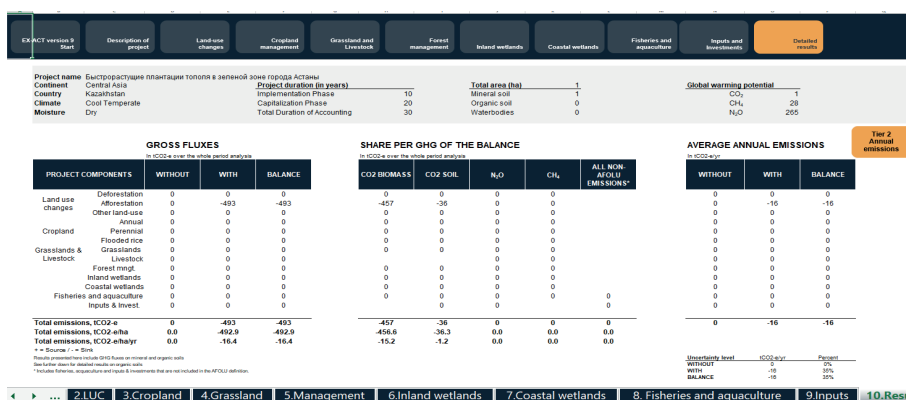 EX-ACT version 9 Start
Description of project
Land-use changes
Cropland management
Grassland and Livestock
Forest management
Inland wetlands
Coastal wetlands
Fisheries and aquaculture
Inputs and Investments
Detailed results
Project name Быстрорастущие плантации тополя в зеленой зоне города Астаны
Continent Central Asia Project duration (in years) Total area (ha) 1 Global warming potential
Country Kazakhstan Implementation Phase 10 Mineral soil 1 CO2 1
Climate Cool Temperate Capitalization Phase 20 Organic soil 0 CH4 28
Moisture Dry Total Duration of Accounting 30 Waterbodies 0 N2O 265
Tier 2 Annual emissions
GROSS FLUXES SHARE PER GHG OF THE BALANCE AVERAGE ANNUAL EMISSIONS
In tCO2-e over the whole period analysis In tCO2-e over the whole period analysis In tCO2-e/yr
PROJECT COMPONENTS WITHOUT WITH BALANCE CO2 BIOMASS CO2 SOIL N2O CH4 ALL NON-AFOLU EMISSIONS* WITHOUT WITH BALANCE
Land use changes
Deforestation 0 0 0 0 0 0 0 0 0 0
Afforestation 0 -493 -493 -457 -36 0 0 0 -16 -16
Other land-use 0 0 0 0 0 0 0 0 0 0
Cropland
Annual 0 0 0 0 0 0 0 0 0 0
Perennial 0 0 0 0 0 0 0 0 0 0
Flooded rice 0 0 0 0 0 0 0 0 0 0
Grasslands & Livestock
Grasslands 0 0 0 0 0 0 0 0 0 0
Livestock 0 0 0 0 0 0 0 0
Forest mngt. 0 0 0 0 0 0 0 0 0 0
Inland wetlands 0 0 0 0 0 0 0 0 0 0
Coastal wetlands 0 0 0 0 0 0 0 0 0 0
Fisheries and aquaculture 0 0 0 0 0 0 0 0 0 0 0
Inputs & Invest. 0 0 0 0 0 0 0 0 0
Total emissions, tCO2-e 0 -493 -493 -457 -36 0 0 0 0 -16 -16
Total emissions, tCO2-e/ha 0.0 -492.9 -492.9 -456.6 -36.3 0.0 0.0 0.0
Total emissions, tCO2-e/ha/yr 0.0 -16.4 -16.4 -15.2 -1.2 0.0 0.0 0.0
+ = Source / - = Sink
Results presented here include GHG fluxes on mineral and organic soils
See further down for detailed results on organic soils
* Includes fisheries, aquaculture and inputs & investments that are not included in the AFOLU definition.
Uncertainty level tCO2-e/yr Percent
WITHOUT 0 0%
WITH -16 35%
BALANCE -16 35%
... 2.LUC 3.Cropland 4.Grassland 5.Management 6.Inland wetlands 7.Coastal wetlands 8. Fisheries and aquaculture 9.Inputs 10.Res